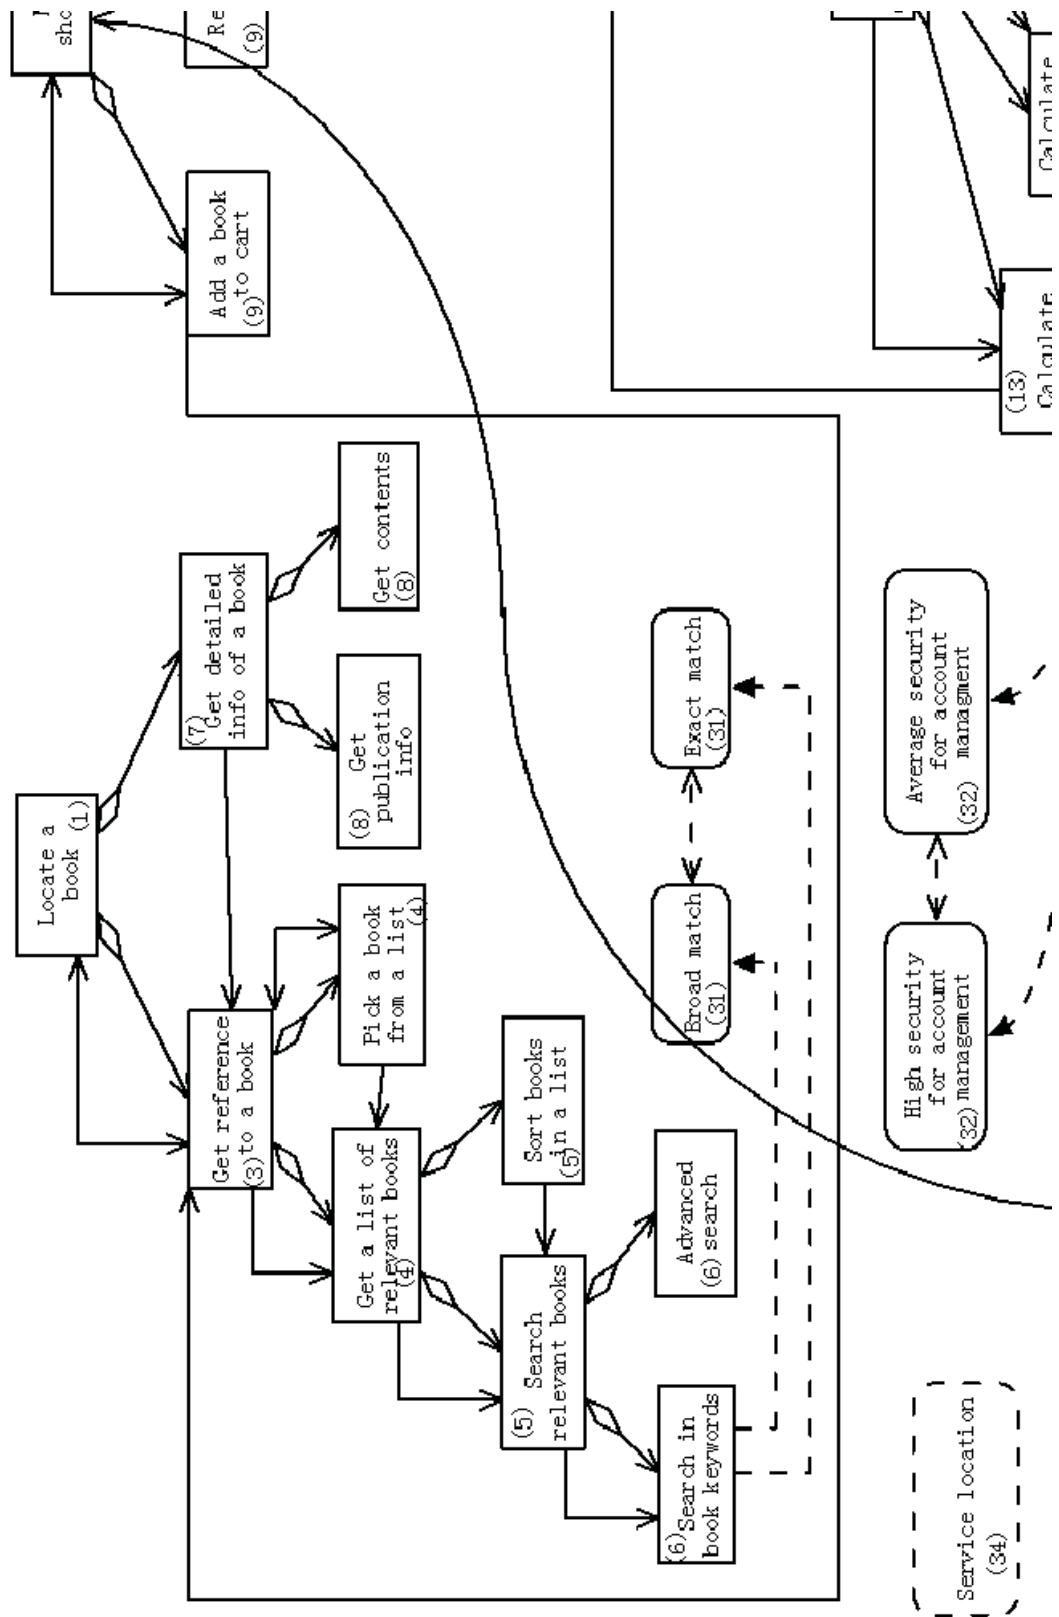 sho
Re
(9)
Add a book
to cart
(9)
Calculate
(13)
Calculate
Locate a
book (1)
Get detailed
(7)
info of a book
Get contents
(8)
(8) Get
publication
info
Get reference
(3) to a book
Pick a book
from a list
(4)
Get a list of
relevant books
(4)
Sort books
in a list
(5)
Search
(5) relevant books
Advanced
(6) search
(6) Search in
book keywords
Exact match
(31)
Broad match
(31)
Average security
for account
managment
(32)
High security
for account
(32) management
Service location
(34)